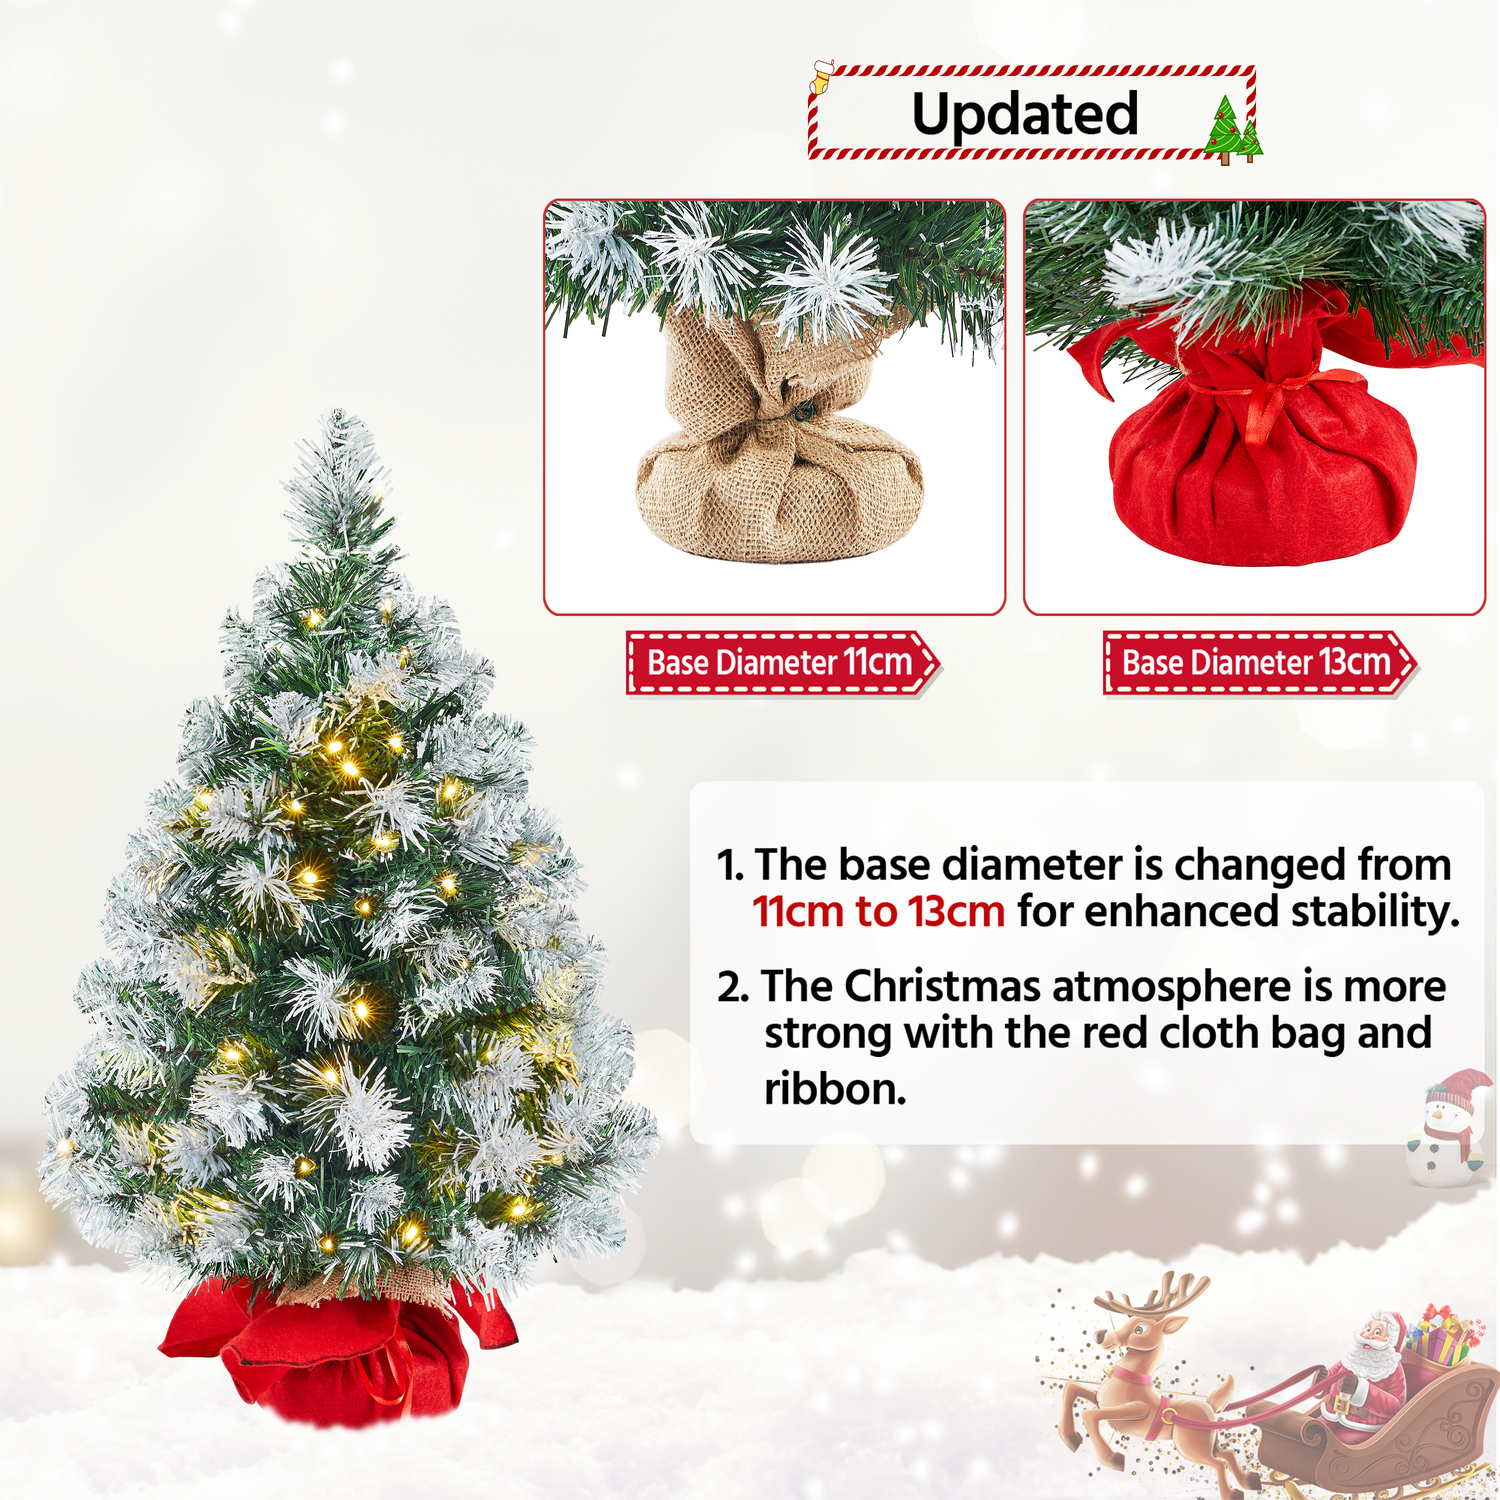 Updated
Base Diameter 11cm
Base Diameter 13cm
1. The base diameter is changed from
11cm to 13cm for enhanced stability.
2. The Christmas atmosphere is more
strong with the red cloth bag and
ribbon.